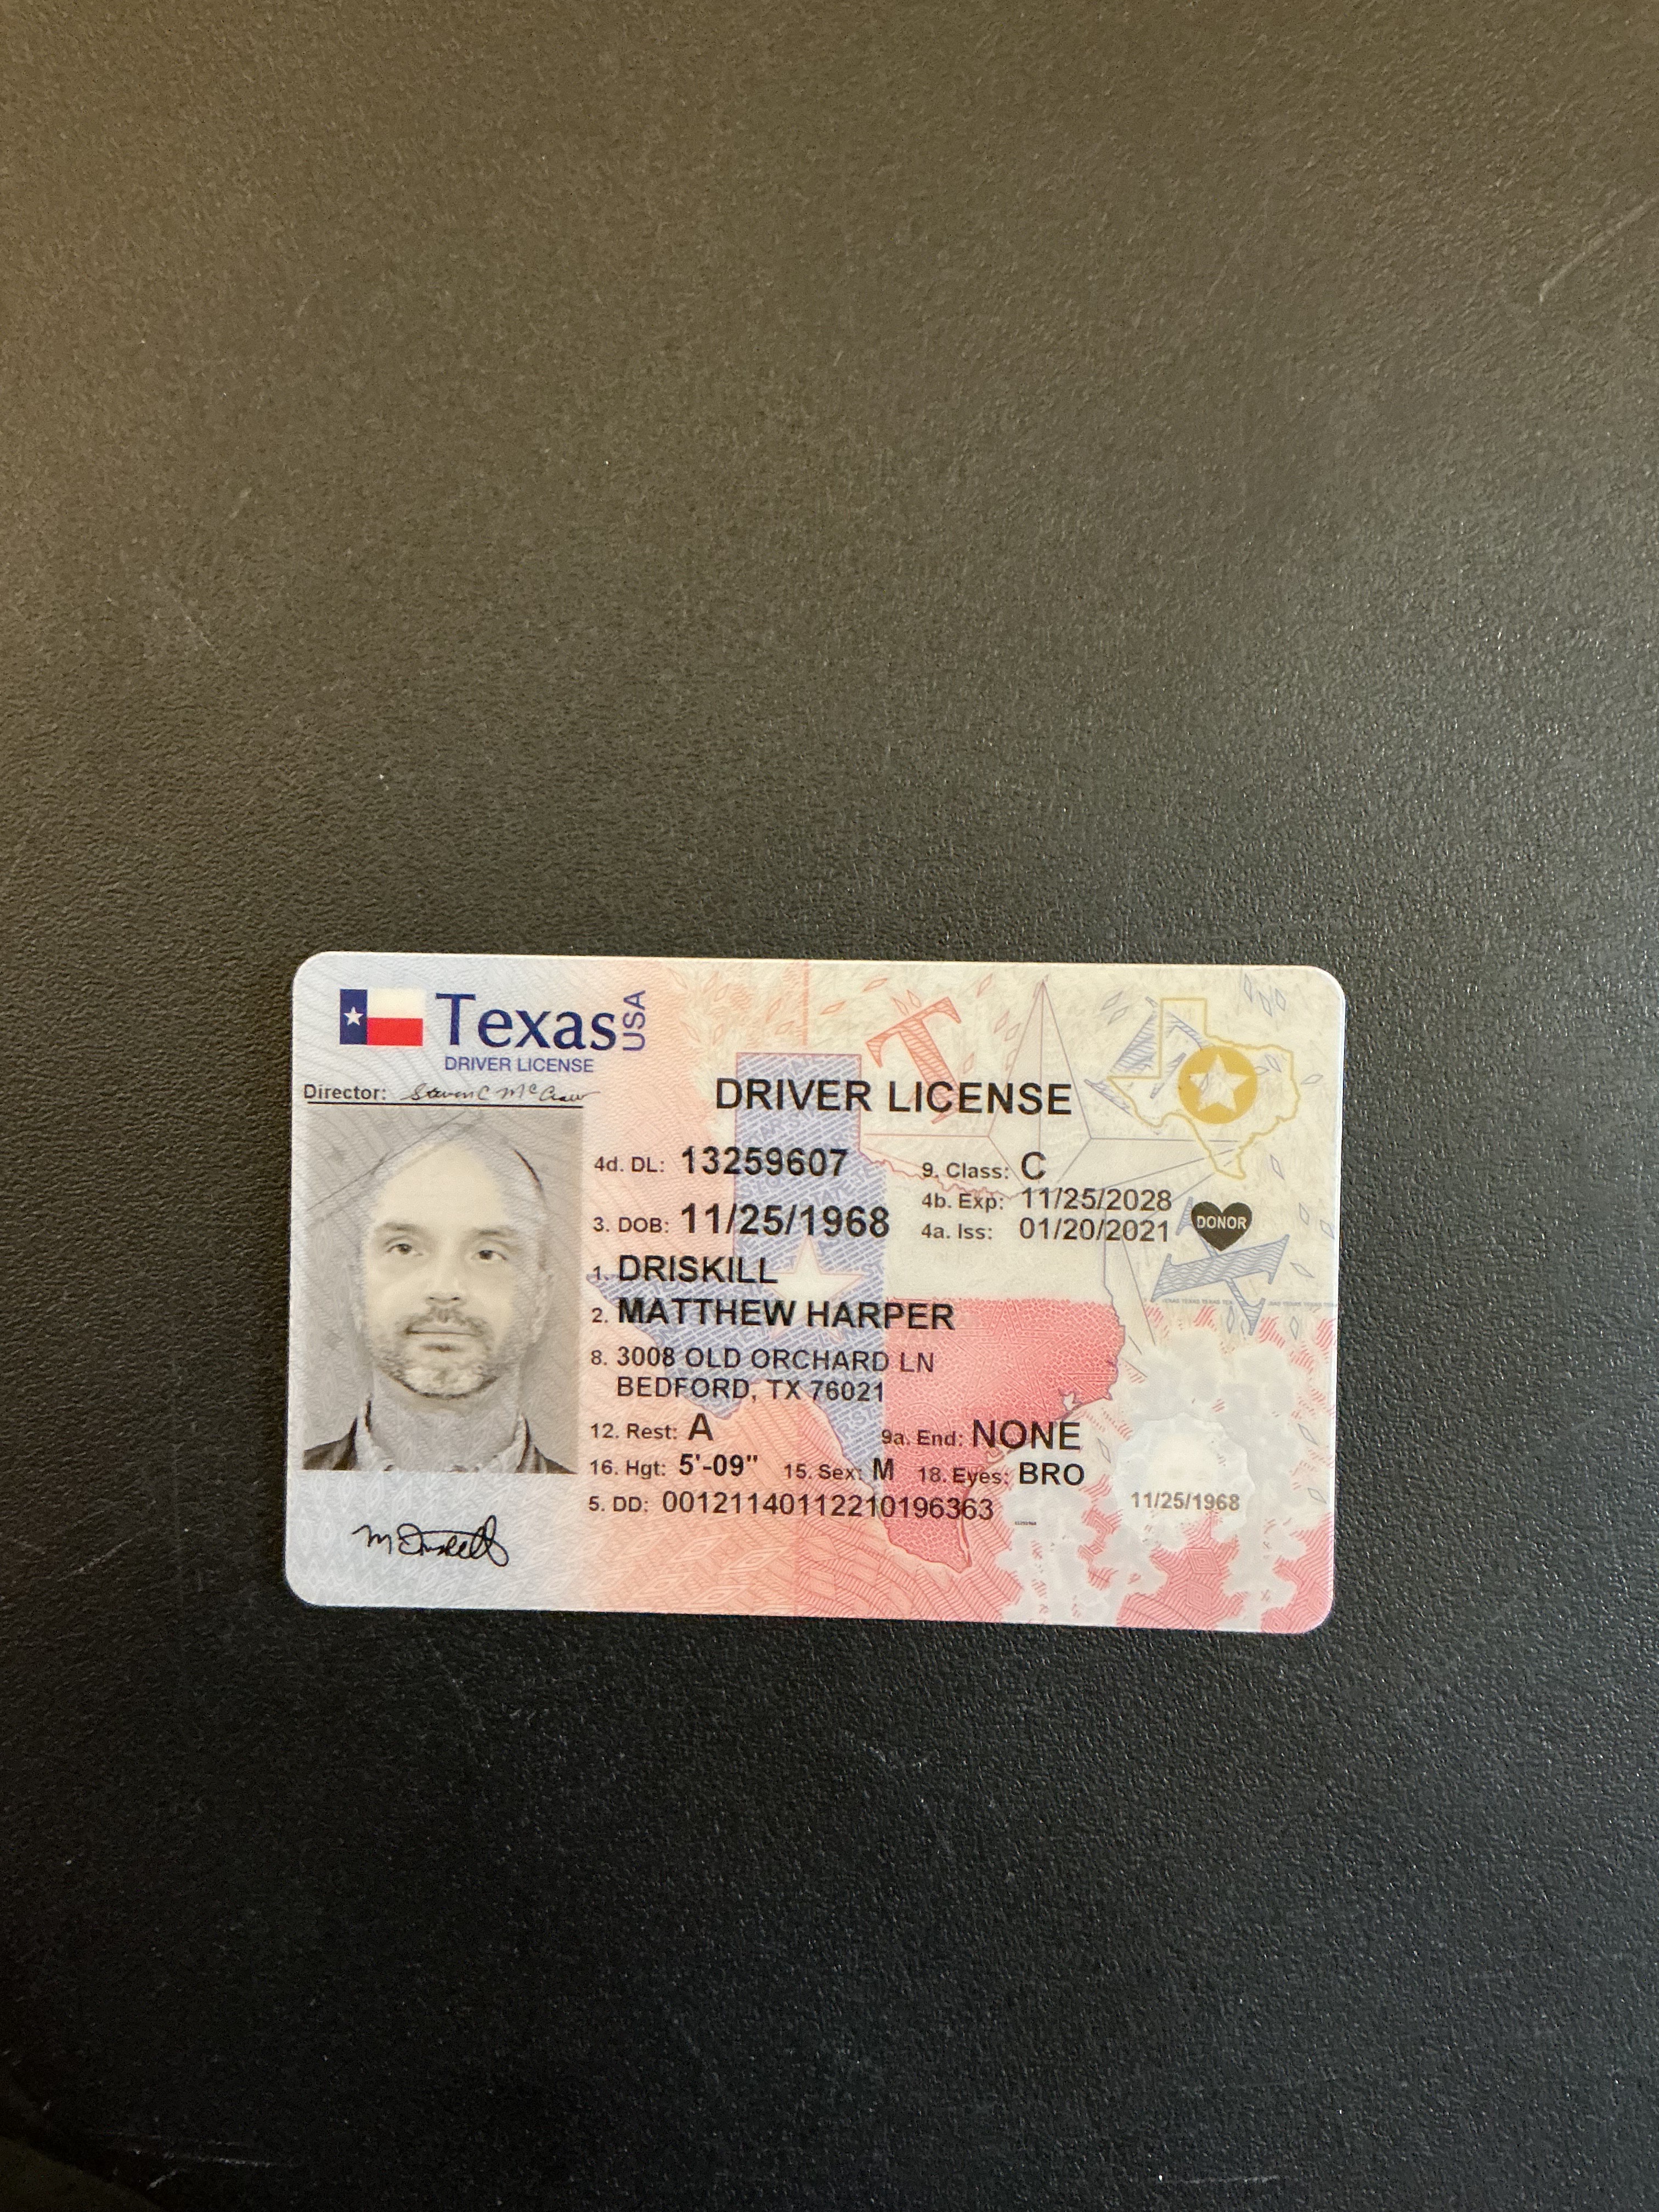 Texas USA
DRIVER LICENSE
Director: Steven C McCraw
DRIVER LICENSE
4d. DL: 13259607
9. Class: C
4b. Exp: 11/25/2028
3. DOB: 11/25/1968
4a. Iss: 01/20/2021
DONOR
1. DRISKILL
2. MATTHEW HARPER
8. 3008 OLD ORCHARD LN
BEDFORD, TX 76021
12. Rest: A
9a. End: NONE
16. Hgt: 5'-09" 15. Sex: M 18. Eyes: BRO
5. DD: 00121140112210196363
11/25/1968